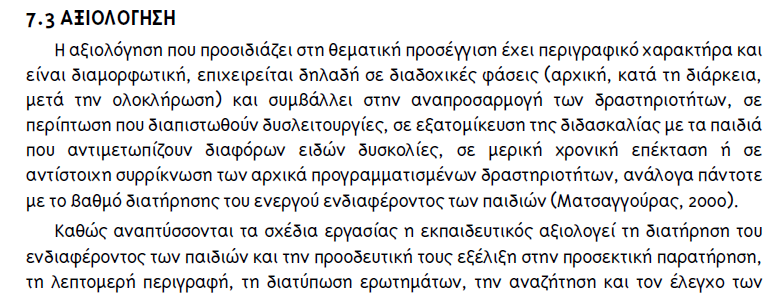 7.3 ΑΞΙΟΛΟΓΗΣΗ
Η αξιολόγηση που προσιδιάζει στη θεματική προσέγγιση έχει περιγραφικό χαρακτήρα και
είναι διαμορφωτική, επιχειρείται δηλαδή σε διαδοχικές φάσεις (αρχική, κατά τη διάρκεια,
μετά την ολοκλήρωση) και συμβάλλει στην αναπροσαρμογή των δραστηριοτήτων, σε
περίπτωση που διαπιστωθούν δυσλειτουργίες, σε εξατομίκευση της διδασκαλίας με τα παιδιά
που αντιμετωπίζουν διαφόρων ειδών δυσκολίες, σε μερική χρονική επέκταση ή σε
αντίστοιχη συρρίκνωση των αρχικά προγραμματισμένων δραστηριοτήτων, ανάλογα πάντοτε
με το βαθμό διατήρησης του ενεργού ενδιαφέροντος των παιδιών (Ματσαγγούρας, 2000).
Καθώς αναπτύσσονται τα σχέδια εργασίας η εκπαιδευτικός αξιολογεί τη διατήρηση του
ενδιαφέροντος των παιδιών και την προοδευτική τους εξέλιξη στην προσεκτική παρατήρηση,
τη λεπτομερή περιγραφή, τη διατύπωση ερωτημάτων, την αναζήτηση και τον έλεγχο των